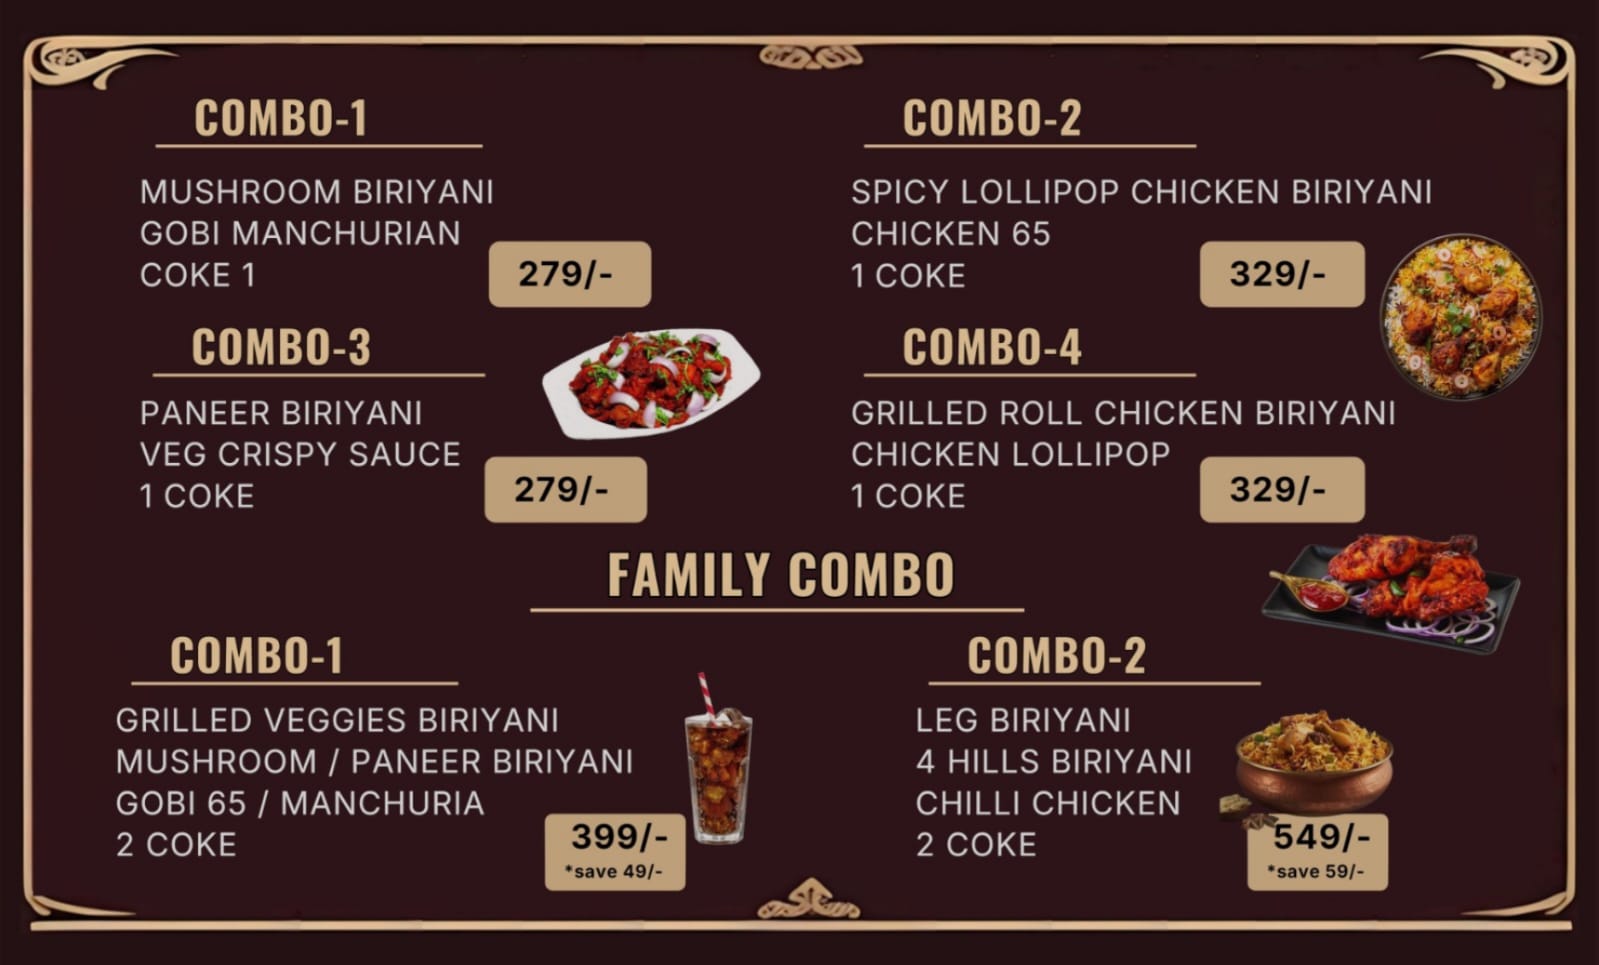 COMBO-1
MUSHROOM BIRIYANI
GOBI MANCHURIAN
COKE 1
279/-
COMBO-2
SPICY LOLLIPOP CHICKEN BIRIYANI
CHICKEN 65
1 COKE
329/-
COMBO-3
PANEER BIRIYANI
VEG CRISPY SAUCE
1 COKE
279/-
COMBO-4
GRILLED ROLL CHICKEN BIRIYANI
CHICKEN LOLLIPOP
1 COKE
329/-
FAMILY COMBO
COMBO-1
GRILLED VEGGIES BIRIYANI
MUSHROOM / PANEER BIRIYANI
GOBI 65 / MANCHURIA
2 COKE
399/-
*save 49/-
COMBO-2
LEG BIRIYANI
4 HILLS BIRIYANI
CHILLI CHICKEN
2 COKE
549/-
*save 59/-